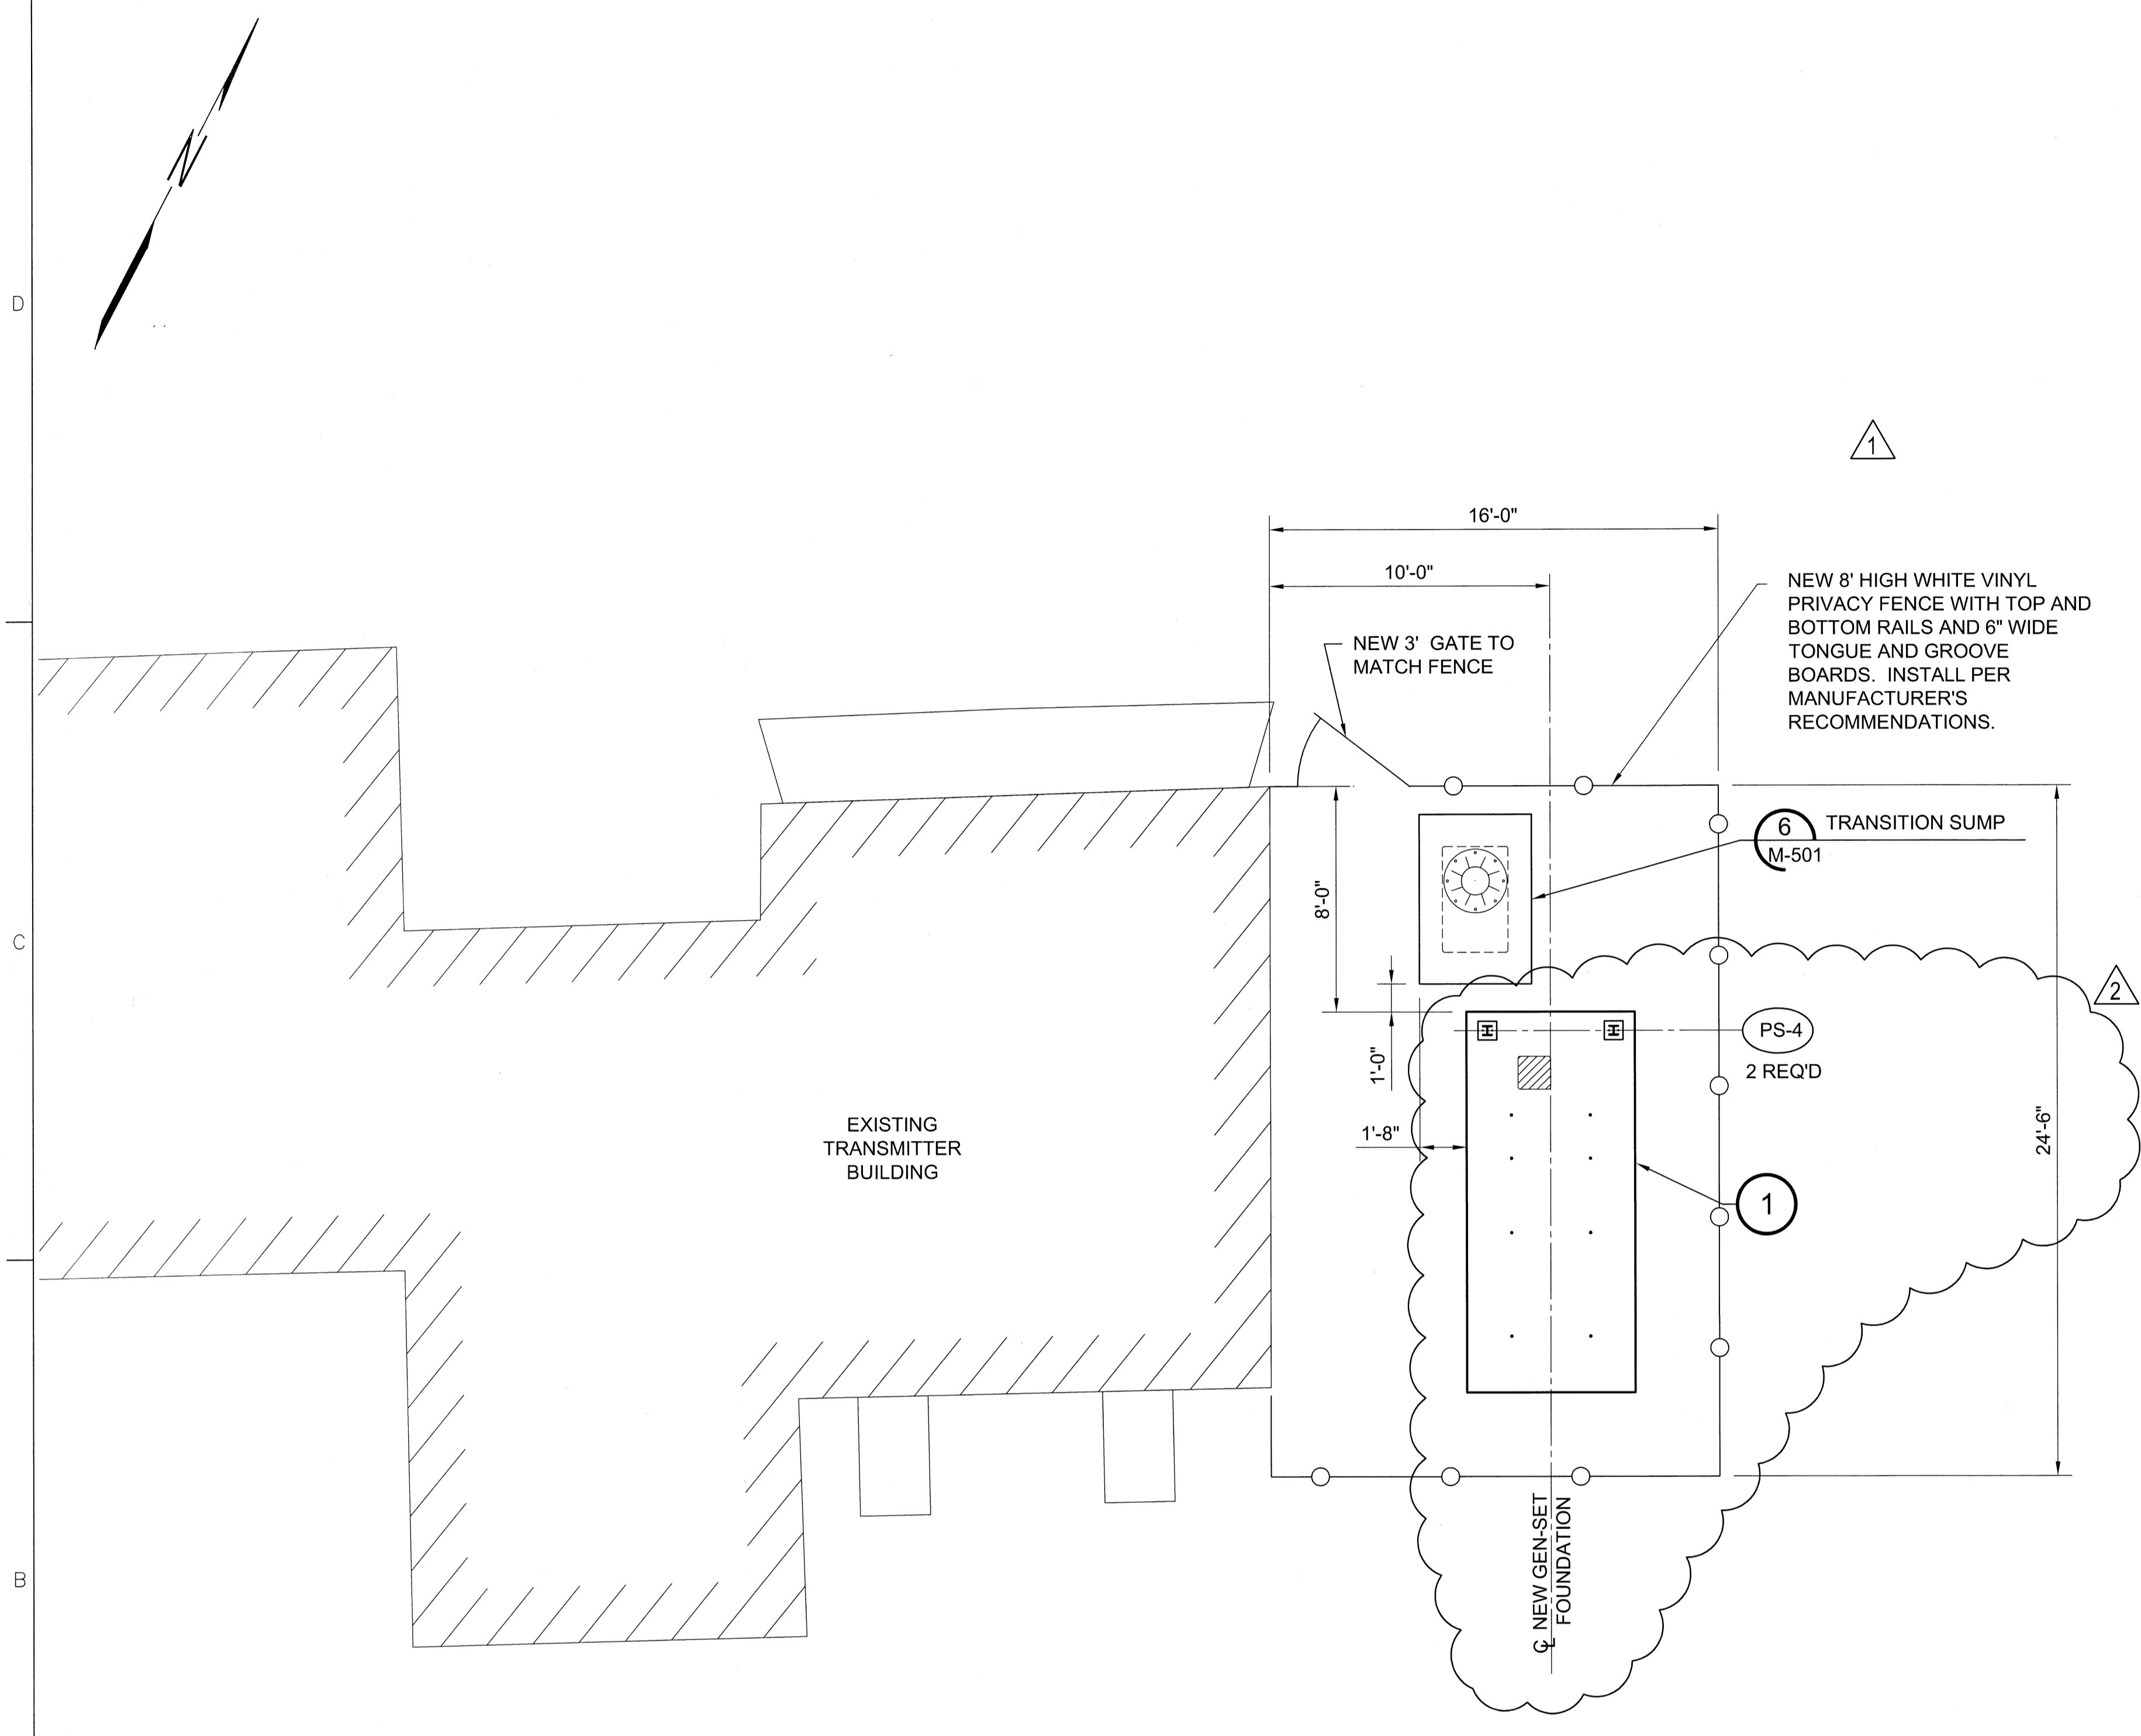 N
D
1
16'-0"
10'-0"
NEW 8' HIGH WHITE VINYL
PRIVACY FENCE WITH TOP AND
BOTTOM RAILS AND 6" WIDE
TONGUE AND GROOVE
BOARDS. INSTALL PER
MANUFACTURER'S
RECOMMENDATIONS.
NEW 3' GATE TO
MATCH FENCE
6
M-501
TRANSITION SUMP
8'-0"
C
2
PS-4
2 REQ'D
1'-0"
1'-8"
24'-6"
EXISTING
TRANSMITTER
BUILDING
1
B
CL NEW GEN-SET
FOUNDATION